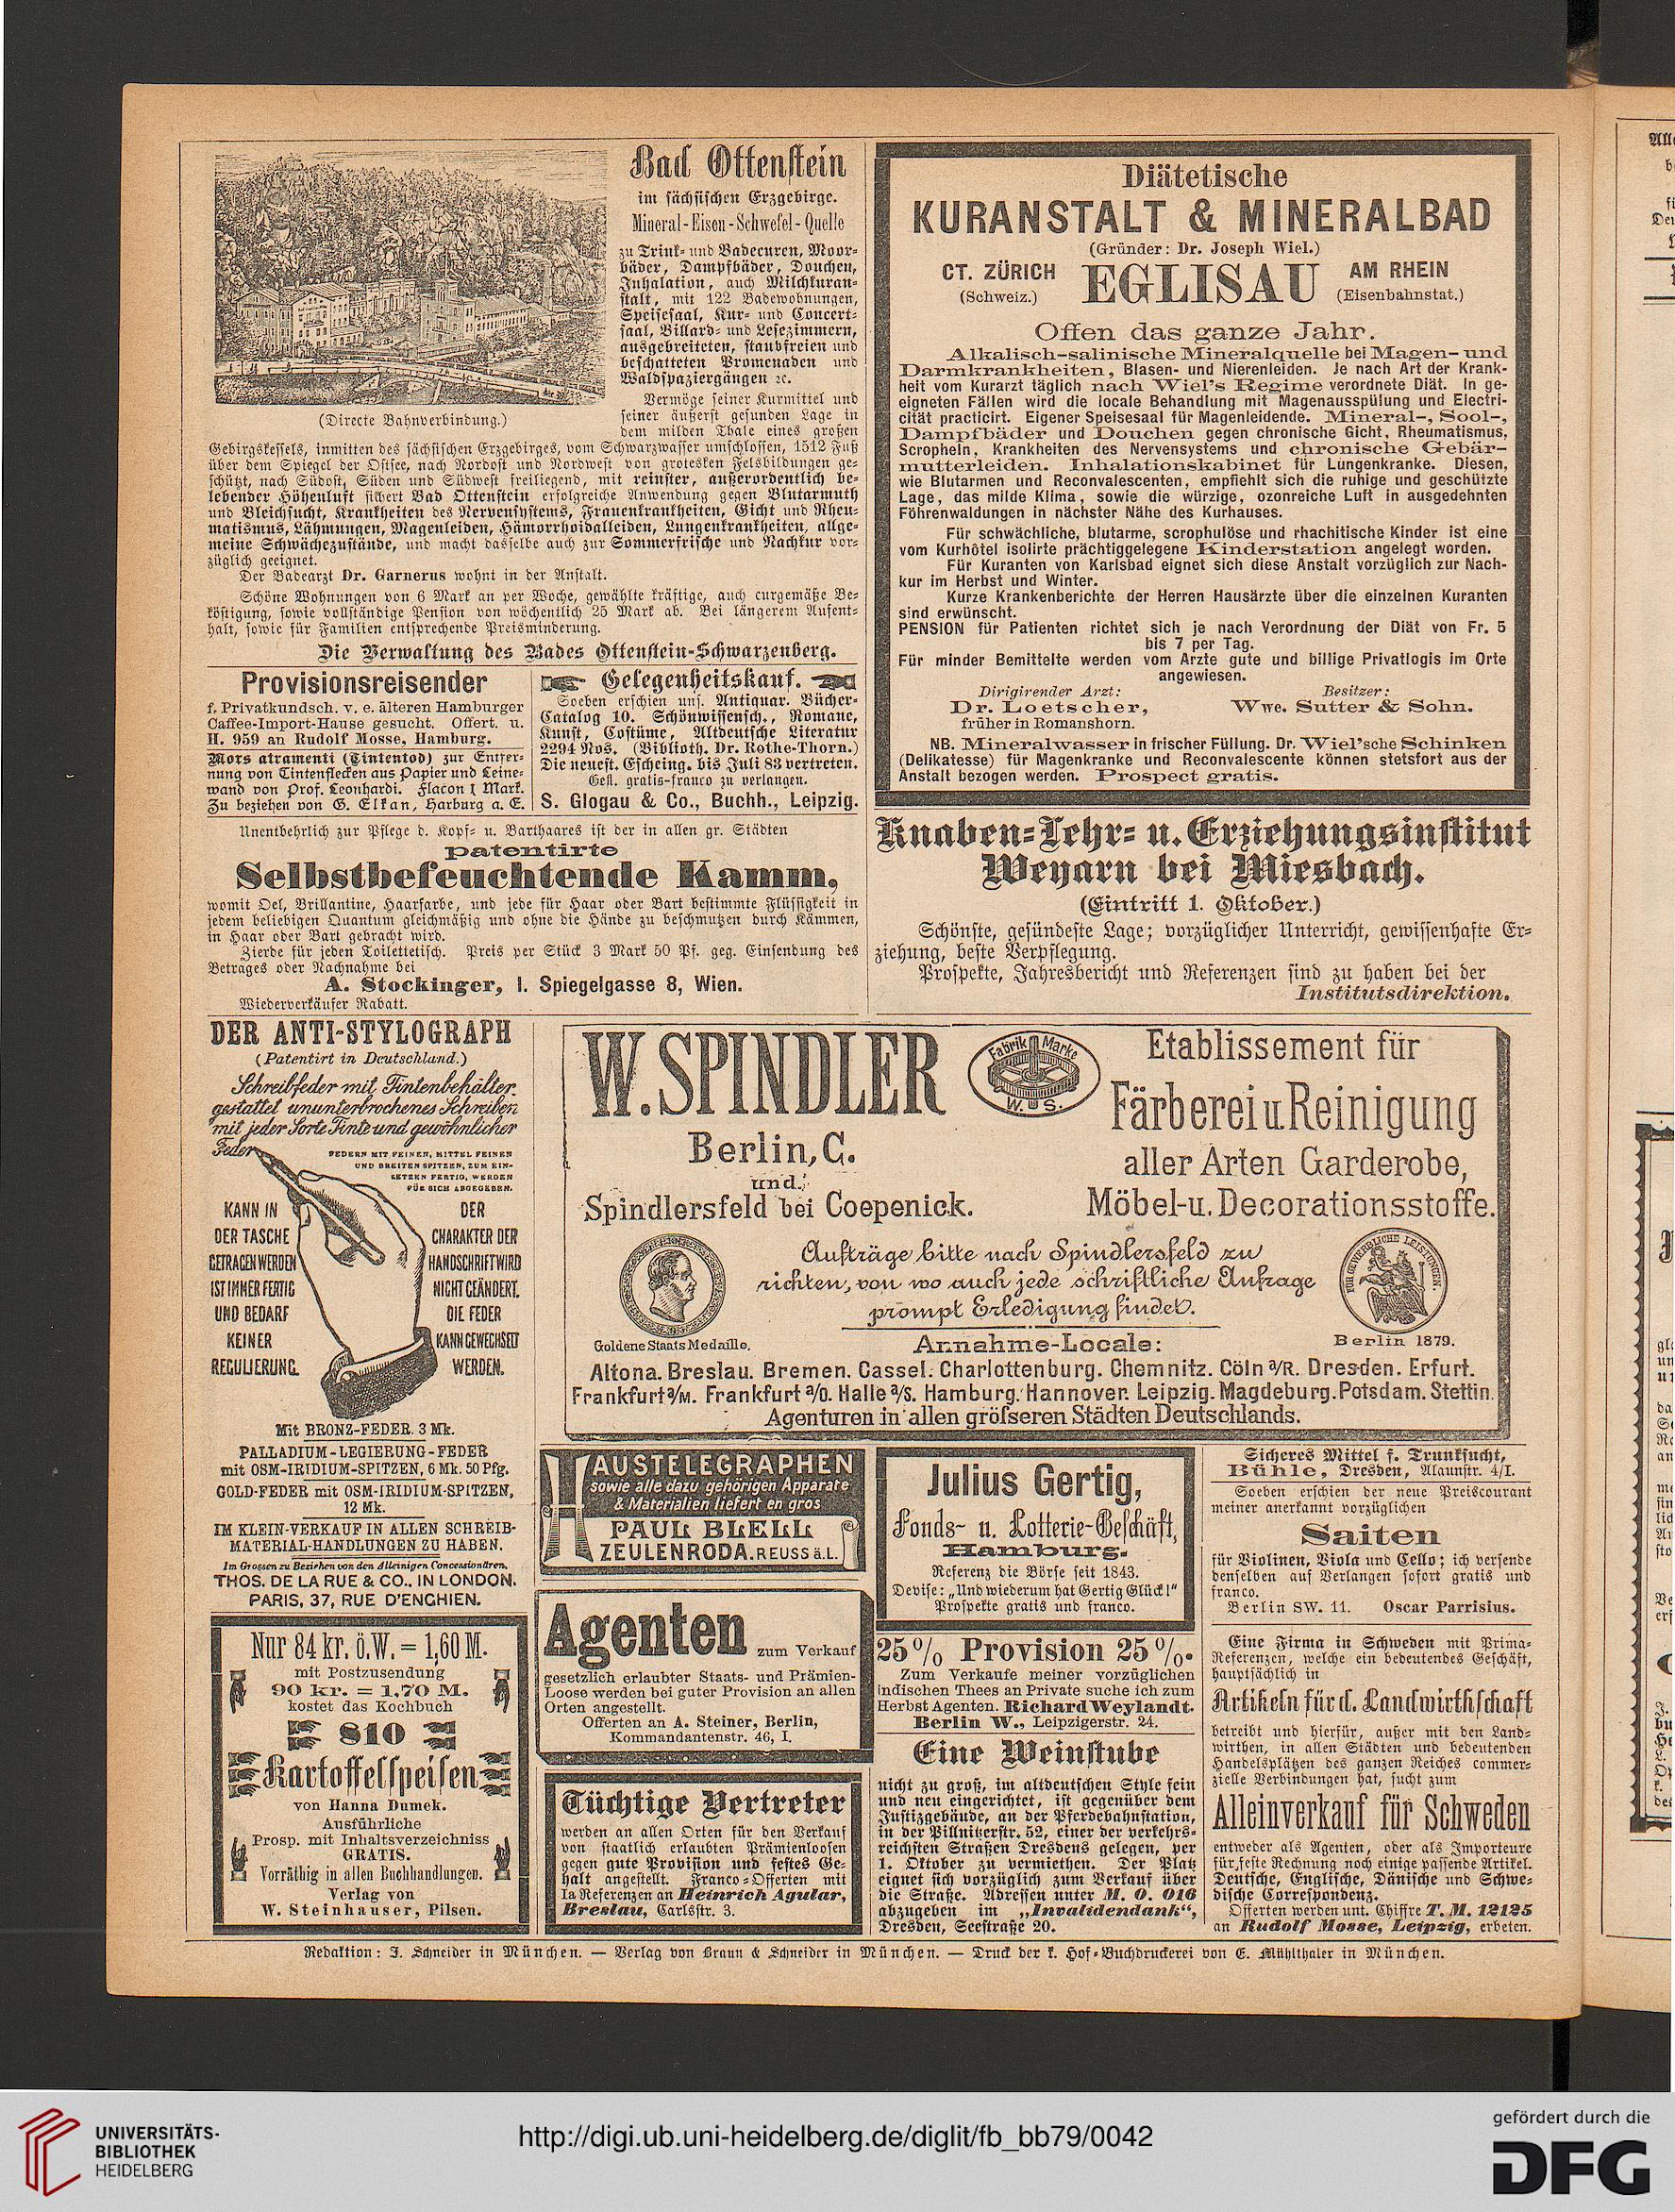 Bad Ottenstein
im sächsischen Erzgebirge.
Mineral-Eisen-Schwefel-Quelle
zu Trink- und Badecuren, Moor-
bäder, Dampfbäder, Douchen,
Inhalation, auch Milchkuran-
stalt, mit 122 Badewohnungen,
Speisesaal, Kur- und Concert-
saal, Billard- und Lesezimmern,
ausgebreiteten, staubfreien und
beschatteten Promenaden und
Waldspaziergängen ꝛc.
Vermöge seiner Kurmittel und
seiner äußerst gesunden Lage in
dem milden Thale eines großen
(Directe Bahnverbindung.)
Gebirgskessels, inmitten des sächsischen Erzgebirges, vom Schwarzwasser umschlossen, 1512 Fuß
über dem Spiegel der Ostsee, nach Nordost und Nordwest von grotesken Felsbildungen ge-
schützt, nach Südost, Süden und Südwest freiliegend, mit reinster, außerordentlich be-
lebender Höhenluft sichert Bad Ottenstein erfolgreiche Anwendung gegen Blutarmuth
und Bleichsucht, Krankheiten des Nervensystems, Frauenkrankheiten, Gicht und Rheu-
matismus, Lähmungen, Magenleiden, Hämorrhoidalleiden, Lungenkrankheiten, allge-
meine Schwächezustände, und macht dasselbe auch zur Sommerfrische und Nachkur vor-
züglich geeignet.
Der Badearzt Dr. Garnerus wohnt in der Anstalt.
Schöne Wohnungen von 6 Mark an per Woche, gewählte kräftige, auch curgemäße Be-
köstigung, sowie vollständige Pension von wöchentlich 25 Mark ab. Bei längerem Aufent-
halt, sowie für Familien entsprechende Preisminderung.
Die Verwaltung des Bades Ottenstein-Schwarzenberg.
Provisionsreisender
f. Privatkundsch. v. e. älteren Hamburger
Caffee-Import-Hause gesucht. Offert. u.
H. 959 an Rudolf Mosse, Hamburg.
Mors atramenti (Tintentod) zur Entfer-
nung von Tintenflecken aus Papier und Leine-
wand von Prof. Leonhardi. Flacon 1 Mark.
Zu beziehen von G. Elkan, Harburg a. E.
Gelegenheitskauf.
Soeben erschien uns. Antiquar. Bücher-
Catalog 10. Schönwissensch., Romane,
Kunst, Costüme, Altdeutsche Literatur
2294 Nos. (Biblioth. Dr. Rothe-Thorn.)
Die neuest. Escheing. bis Juli 83 vertreten.
Gefl. gratis-franco zu verlangen.
S. Glogau & Co., Buchh., Leipzig.
Unentbehrlich zur Pflege d. Kopf- u. Barthaares ist der in allen gr. Städten
patentirte
Selbstbefeuchtende Kamm,
womit Oel, Brillantine, Haarfarbe, und jede für Haar oder Bart bestimmte Flüssigkeit in
jedem beliebigen Quantum gleichmäßig und ohne die Hände zu beschmutzen durch Kämmen,
in Haar oder Bart gebracht wird.
Zierde für jeden Toilettetisch. Preis per Stück 3 Mark 50 Pf. geg. Einsendung des
Betrages oder Nachnahme bei
A. Stockinger, I. Spiegelgasse 8, Wien.
Wiederverkäufer Rabatt.
Diätetische
KURANSTALT & MINERALBAD
(Gründer: Dr. Joseph Wiel.)
CT. ZÜRICH EGLISAU AM RHEIN
(Schweiz.) (Eisenbahnstat.)
Offen das ganze Jahr.
Alkalisch-salinische Mineralquelle bei Magen- und
Darmkrankheiten, Blasen- und Nierenleiden. Je nach Art der Krank-
heit vom Kurarzt täglich nach Wiel's Regime verordnete Diät. In ge-
eigneten Fällen wird die locale Behandlung mit Magenausspülung und Electri-
cität practicirt. Eigener Speisesaal für Magenleidende. Mineral-, Sool-,
Dampfbäder und Douchen gegen chronische Gicht, Rheumatismus,
Scropheln, Krankheiten des Nervensystems und chronische Gebär-
mutterleiden. Inhalationskabinet für Lungenkranke. Diesen,
wie Blutarmen und Reconvalescenten, empfiehlt sich die ruhige und geschützte
Lage, das milde Klima, sowie die würzige, ozonreiche Luft in ausgedehnten
Föhrenwaldungen in nächster Nähe des Kurhauses.
Für schwächliche, blutarme, scrophulöse und rhachitische Kinder ist eine
vom Kurhôtel isolirte prächtiggelegene Kinderstation angelegt worden.
Für Kuranten von Karlsbad eignet sich diese Anstalt vorzüglich zur Nach-
kur im Herbst und Winter.
Kurze Krankenberichte der Herren Hausärzte über die einzelnen Kuranten
sind erwünscht.
PENSION für Patienten richtet sich je nach Verordnung der Diät von Fr. 5
bis 7 per Tag.
Für minder Bemittelte werden vom Arzte gute und billige Privatlogis im Orte
angewiesen.
Dirigirender Arzt: Besitzer:
Dr. Loetscher, Wwe. Sutter & Sohn.
früher in Romanshorn.
NB. Mineralwasser in frischer Füllung. Dr. Wiel'sche Schinken
(Delikatesse) für Magenkranke und Reconvalescente können stetsfort aus der
Anstalt bezogen werden. Prospect gratis.
Knaben-Lehr- u. Erziehungsinstitut
Weyarn bei Miesbach.
(Eintritt 1. Oktober.)
Schönste, gesündeste Lage; vorzüglicher Unterricht, gewissenhafte Er-
ziehung, beste Verpflegung.
Prospekte, Jahresbericht und Referenzen sind zu haben bei der
Institutsdirektion.
DER ANTI-STYLOGRAPH
(Patentirt in Deutschland.)
Schreibfeder mit Tintenbehälter
gestattet ununterbrochenes Schreiben
mit jeder Sorte Tinte und gewöhnlicher
Feder
FEDERN MIT FEINEN, MITTEL FEINEN
UND BREITEN SPITZEN, ZUM EIN-
SETZEN FERTIG, WERDEN
FÜR SICH ABGEGEBEN.
KANN IN
DER TASCHE
GETRAGEN WERDEN
IST IMMER FERTIG
UND BEDARF
KEINER
REGULIERUNG.
DER
CHARAKTER DER
HANDSCHRIFT WIRD
NICHT GEÄNDERT.
DIE FEDER
KANN GEWECHSELT
WERDEN.
Mit BRONZ-FEDER. 3 Mk.
PALLADIUM-LEGIERUNG-FEDER
mit OSM-IRIDIUM-SPITZEN, 6 Mk. 50 Pfg.
GOLD-FEDER mit OSM-IRIDIUM-SPITZEN,
12 Mk.
IM KLEIN-VERKAUF IN ALLEN SCHREIB-
MATERIAL-HANDLUNGEN ZU HABEN.
Im Grossen zu Beziehen von den Alleinigen Concessionären.
THOS. DE LA RUE & CO., IN LONDON.
PARIS, 37, RUE D'ENGHIEN.
W. SPINDLER
Berlin, C.
und
Spindlersfeld bei Coepenick.
Fabrik Marke
W. S.
Etablissement für
Färberei u. Reinigung
aller Arten Garderobe,
Möbel- u. Decorationsstoffe.
Aufträge bitte nach Spindlersfeld zu
richten, von wo auch jede schriftliche Anfrage
prompt Erledigung findet.
FÜR GEWERBLICHE LEISTUNGEN.
Goldene Staats Medaille.
Annahme-Locale:
Berlin 1879.
Altona. Breslau. Bremen. Cassel. Charlottenburg. Chemnitz. Cöln a/R. Dresden. Erfurt.
Frankfurt a/M. Frankfurt a/O. Halle a/S. Hamburg. Hannover. Leipzig. Magdeburg. Potsdam. Stettin.
Agenturen in allen größeren Städten Deutschlands.
HAUSTELEGRAPHEN
sowie alle dazu gehörigen Apparate
& Materialien liefert en gros
PAUL BLELL
ZEULENRODA. REUSS ä.L.
Julius Gertig,
Fonds- u. Lotterie-Geschäft,
Hamburg.
Referenz die Börse seit 1843.
Devise: „Und wiederum hat Gertig Glück!"
Prospekte gratis und franco.
Sicheres Mittel f. Trunksucht,
Bühle, Dresden, Alaunstr. 4/I.
Soeben erschien der neue Preiscourant
meiner anerkannt vorzüglichen
Saiten
für Violinen, Viola und Cello; ich versende
denselben auf Verlangen sofort gratis und
franco.
Berlin SW. 11. Oscar Parrisius.
Nur 84 kr. ö.W. = 1,60 M.
mit Postzusendung
90 kr. = 1,70 M.
kostet das Kochbuch
810
Kartoffelspeisen
von Hanna Dumek.
Ausführliche
Prosp. mit Inhaltsverzeichniss
GRATIS.
Vorräthig in allen Buchhandlungen.
Verlag von
W. Steinhauser, Pilsen.
Agenten zum Verkauf
gesetzlich erlaubter Staats- und Prämien-
Loose werden bei guter Provision an allen
Orten angestellt.
Offerten an A. Steiner, Berlin,
Kommandantenstr. 46, I.
Tüchtige Vertreter
werden an allen Orten für den Verkauf
von staatlich erlaubten Prämienloosen
gegen gute Provision und festes Ge-
halt angestellt. Franco-Offerten mit
Ia Referenzen an Heinrich Agular,
Breslau, Carlsstr. 3.
25% Provision 25%.
Zum Verkaufe meiner vorzüglichen
indischen Thees an Private suche ich zum
Herbst Agenten. Richard Weylandt.
Berlin W., Leipzigerstr. 24.
Eine Weinstube
nicht zu groß, im altdeutschen Style fein
und neu eingerichtet, ist gegenüber dem
Justizgebäude, an der Pferdebahnstation,
in der Pillnitzerstr. 52, einer der verkehrs-
reichsten Straßen Dresdens gelegen, per
1. Oktober zu vermiethen. Der Platz
eignet sich vorzüglich zum Verkauf über
die Straße. Adressen unter M. O. 016
abzugeben im „Invalidendank“,
Dresden, Seestraße 20.
Eine Firma in Schweden mit Prima-
Referenzen, welche ein bedeutendes Geschäft,
hauptsächlich in
Artikeln für d. Landwirthschaft
betreibt und hierfür, außer mit den Land-
wirthen, in allen Städten und bedeutenden
Handelsplätzen des ganzen Reiches commer-
zielle Verbindungen hat, sucht zum
Alleinverkauf für Schweden
entweder als Agenten, oder als Importeure
für feste Rechnung noch einige passende Artikel.
Deutsche, Englische, Dänische und Schwe-
dische Correspondenz.
Offerten werden unt. Chiffre T. M. 12125
an Rudolf Mosse, Leipzig, erbeten.
Redaktion: J. Schneider in München. — Verlag von Braun & Schneider in München. — Druck der k. Hof-Buchdruckerei von E. Mühlthaler in München.
UNIVERSITÄTS-
BIBLIOTHEK
HEIDELBERG
http://digi.ub.uni-heidelberg.de/diglit/fb_bb79/0042
gefördert durch die
DFG